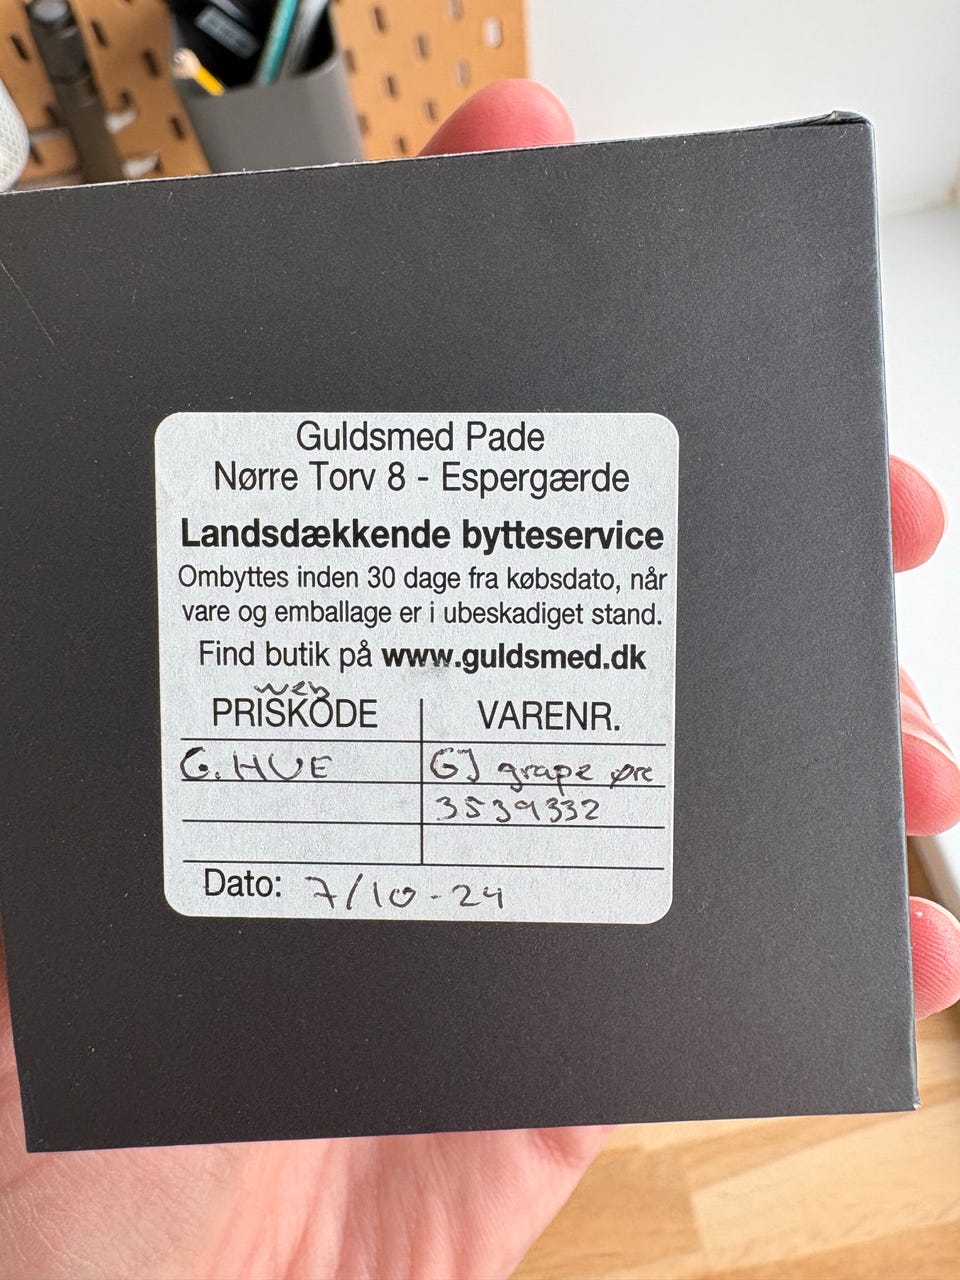 Guldsmed Pade
Nørre Torv 8 - Espergærde
Landsdækkende bytteservice
Ombyttes inden 30 dage fra købsdato, når
vare og emballage er i ubeskadiget stand.
Find butik på www.guldsmed.dk
web
PRISKODE VARENR.
G.HUE GJ grape øre
3539332
Dato: 7/10-24